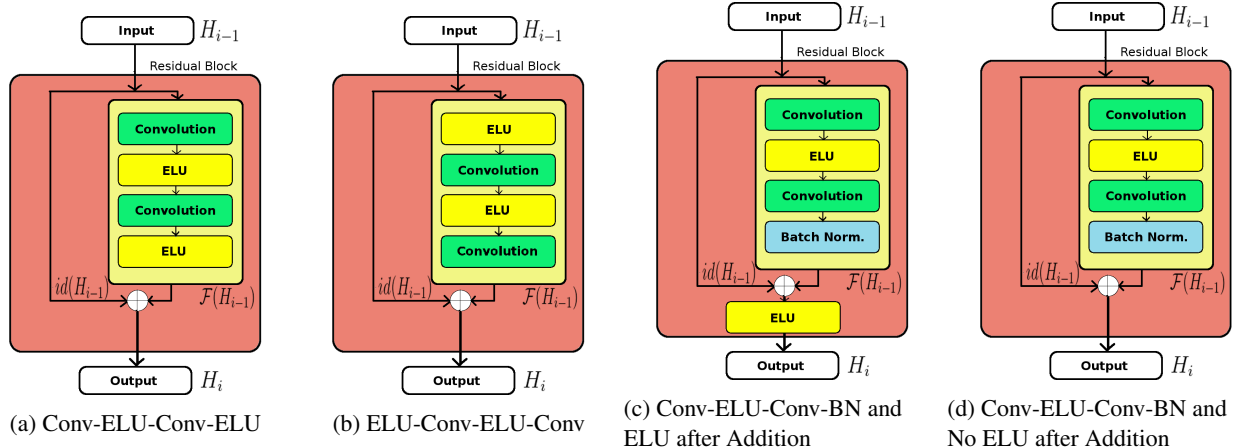 Input H_{i-1}
Residual Block
Convolution
ELU
Convolution
ELU
id(H_{i-1})
F(H_{i-1})
Output H_i
(a) Conv-ELU-Conv-ELU
Input H_{i-1}
Residual Block
ELU
Convolution
ELU
Convolution
id(H_{i-1})
F(H_{i-1})
Output H_i
(b) ELU-Conv-ELU-Conv
Input H_{i-1}
Residual Block
Convolution
ELU
Convolution
Batch Norm.
id(H_{i-1})
F(H_{i-1})
ELU
Output H_i
(c) Conv-ELU-Conv-BN and
ELU after Addition
Input H_{i-1}
Residual Block
Convolution
ELU
Convolution
Batch Norm.
id(H_{i-1})
F(H_{i-1})
Output H_i
(d) Conv-ELU-Conv-BN and
No ELU after Addition